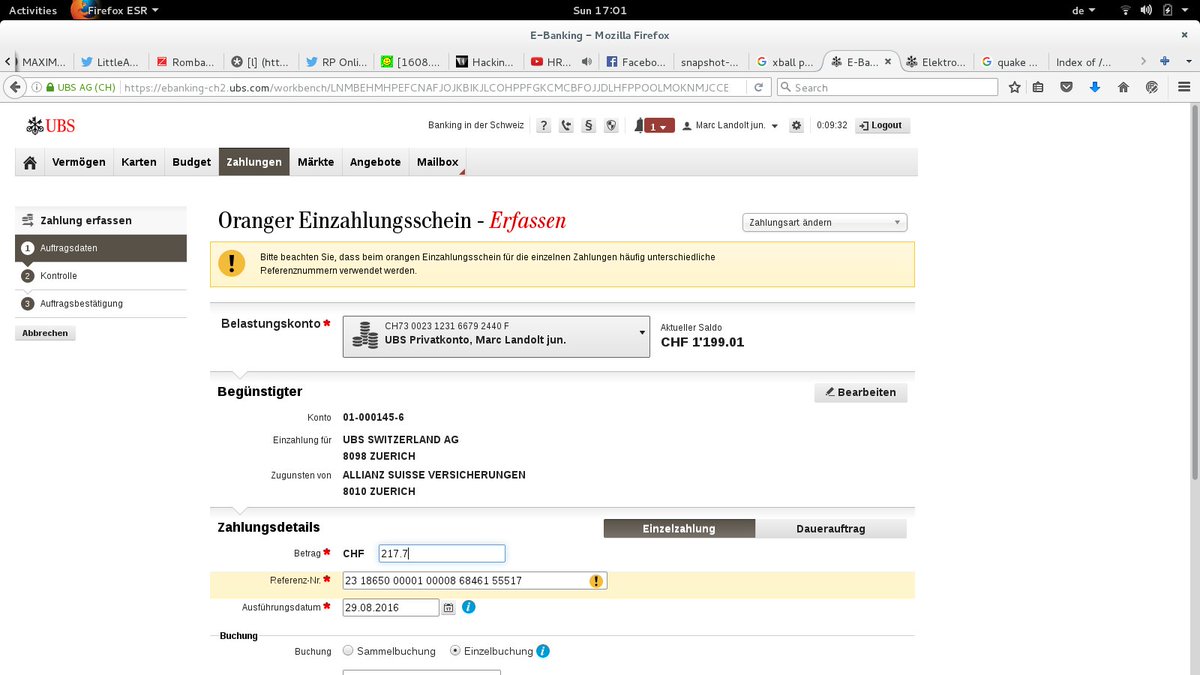 Activities Firefox ESR Sun 17:01 de
E-Banking – Mozilla Firefox
MAXIM... LittleA... Romba... [l] (htt... RP Onli... [1608.... Hackin... HR... Facebo... snapshot-... xball p... E-Ba... Elektro... quake ... Index of /...
UBS AG (CH) https://ebanking-ch2.ubs.com/workbench/LNMBEHMHPEFCNAFJOJKBIKJLCOHPPFGKCMCBFOJJDLHFPPOOLMOKNMJCCE Search
UBS Banking in der Schweiz ? § 1 Marc Landolt jun. 0:09:32 Logout
Vermögen Karten Budget Zahlungen Märkte Angebote Mailbox
Zahlung erfassen
1 Auftragsdaten
2 Kontrolle
3 Auftragsbestätigung
Abbrechen
Oranger Einzahlungsschein - Erfassen Zahlungsart ändern
Bitte beachten Sie, dass beim orangen Einzahlungsschein für die einzelnen Zahlungen häufig unterschiedliche
Referenznummern verwendet werden.
Belastungskonto * CH73 0023 1231 6679 2440 F
UBS Privatkonto, Marc Landolt jun.
Aktueller Saldo
CHF 1'199.01
Begünstigter Bearbeiten
Konto 01-000145-6
Einzahlung für UBS SWITZERLAND AG
8098 ZUERICH
Zugunsten von ALLIANZ SUISSE VERSICHERUNGEN
8010 ZUERICH
Zahlungsdetails Einzelzahlung Dauerauftrag
Betrag * CHF 217.7
Referenz-Nr. * 23 18650 00001 00008 68461 55517 !
Ausführungsdatum * 29.08.2016 i
Buchung
Buchung Sammelbuchung Einzelbuchung i